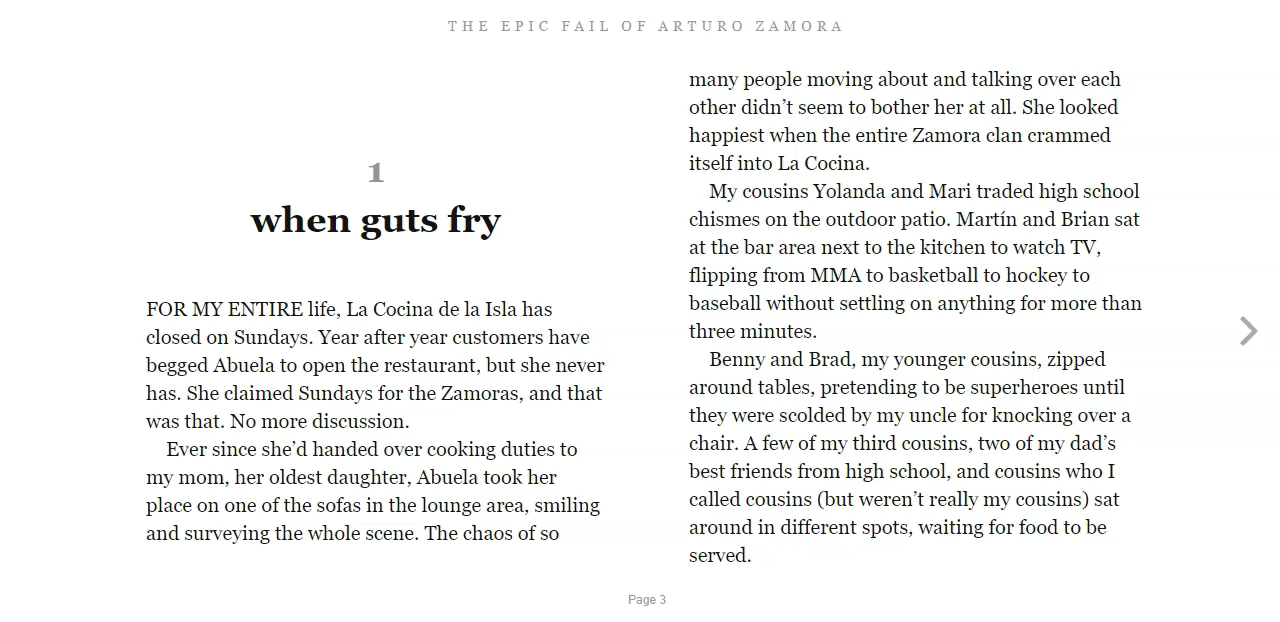 THE EPIC FAIL OF ARTURO ZAMORA
1
when guts fry
FOR MY ENTIRE life, La Cocina de la Isla has
closed on Sundays. Year after year customers have
begged Abuela to open the restaurant, but she never
has. She claimed Sundays for the Zamoras, and that
was that. No more discussion.
Ever since she’d handed over cooking duties to
my mom, her oldest daughter, Abuela took her
place on one of the sofas in the lounge area, smiling
and surveying the whole scene. The chaos of so
many people moving about and talking over each
other didn’t seem to bother her at all. She looked
happiest when the entire Zamora clan crammed
itself into La Cocina.
My cousins Yolanda and Mari traded high school
chismes on the outdoor patio. Martín and Brian sat
at the bar area next to the kitchen to watch TV,
flipping from MMA to basketball to hockey to
baseball without settling on anything for more than
three minutes.
Benny and Brad, my younger cousins, zipped
around tables, pretending to be superheroes until
they were scolded by my uncle for knocking over a
chair. A few of my third cousins, two of my dad’s
best friends from high school, and cousins who I
called cousins (but weren’t really my cousins) sat
around in different spots, waiting for food to be
served.
Page 3